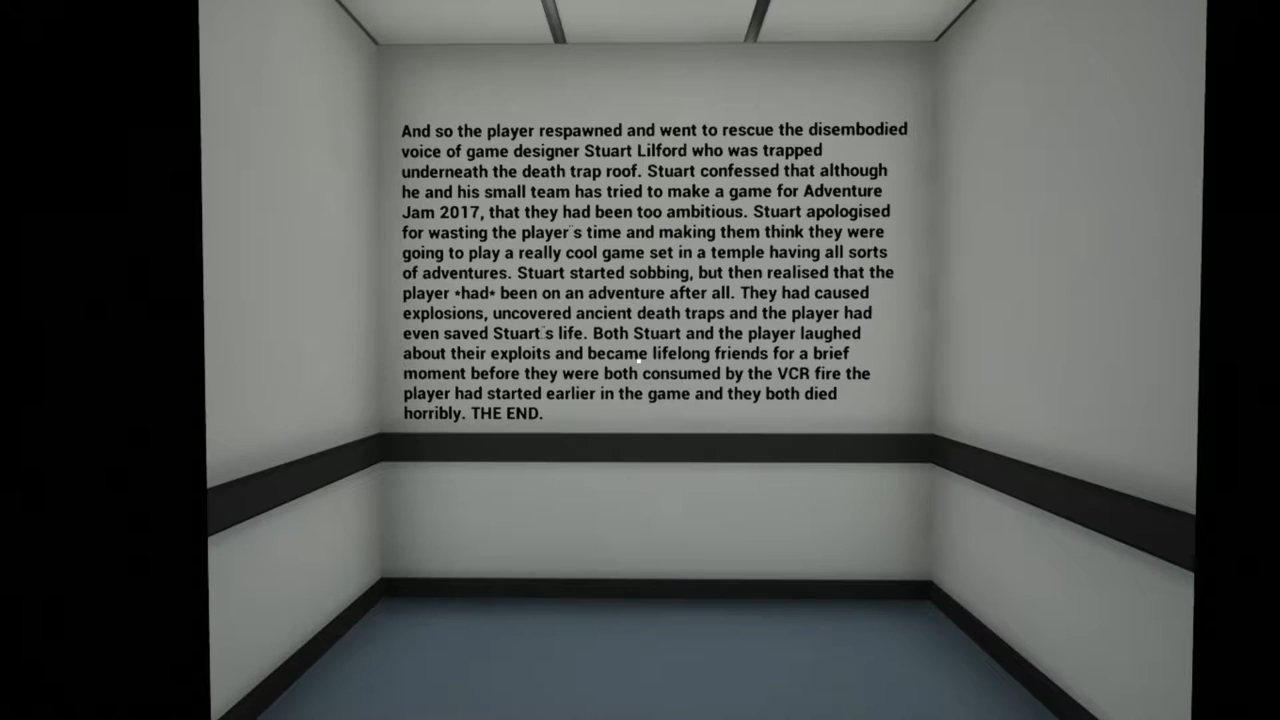 And so the player respawned and went to rescue the disembodied
voice of game designer Stuart Lilford who was trapped
underneath the death trap roof. Stuart confessed that although
he and his small team has tried to make a game for Adventure
Jam 2017, that they had been too ambitious. Stuart apologised
for wasting the player¨s time and making them think they were
going to play a really cool game set in a temple having all sorts
of adventures. Stuart started sobbing, but then realised that the
player *had* been on an adventure after all. They had caused
explosions, uncovered ancient death traps and the player had
even saved Stuart¨s life. Both Stuart and the player laughed
about their exploits and became lifelong friends for a brief
moment before they were both consumed by the VCR fire the
player had started earlier in the game and they both died
horribly. THE END.